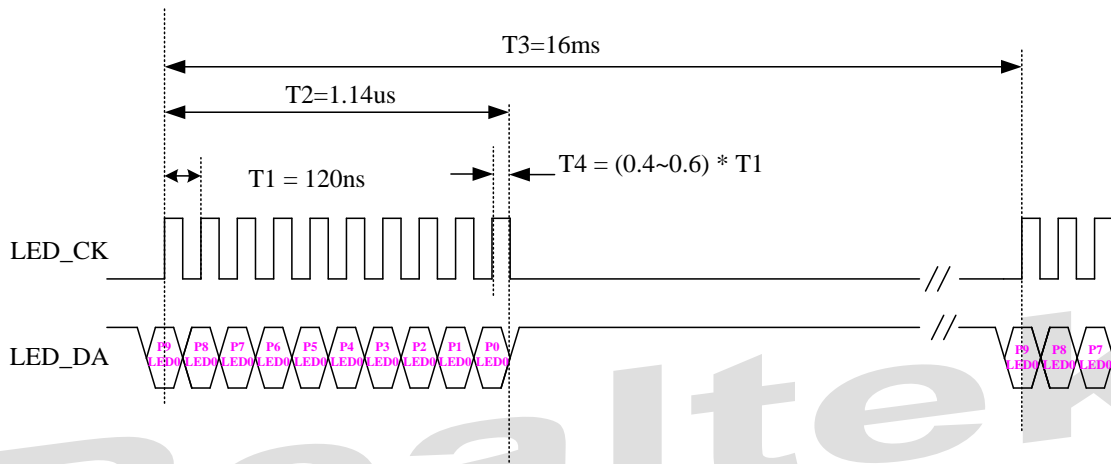 T3=16ms
T2=1.14us
T1 = 120ns
T4 = (0.4~0.6) * T1
LED_CK
//
LED_DA
//
P9 P8 P7 P6 P5 P4 P3 P2 P1 P0 P9 P8 P7
LED0 LED0 LED0 LED0 LED0 LED0 LED0 LED0 LED0 LED0 LED0 LED0 LED0
Realtek